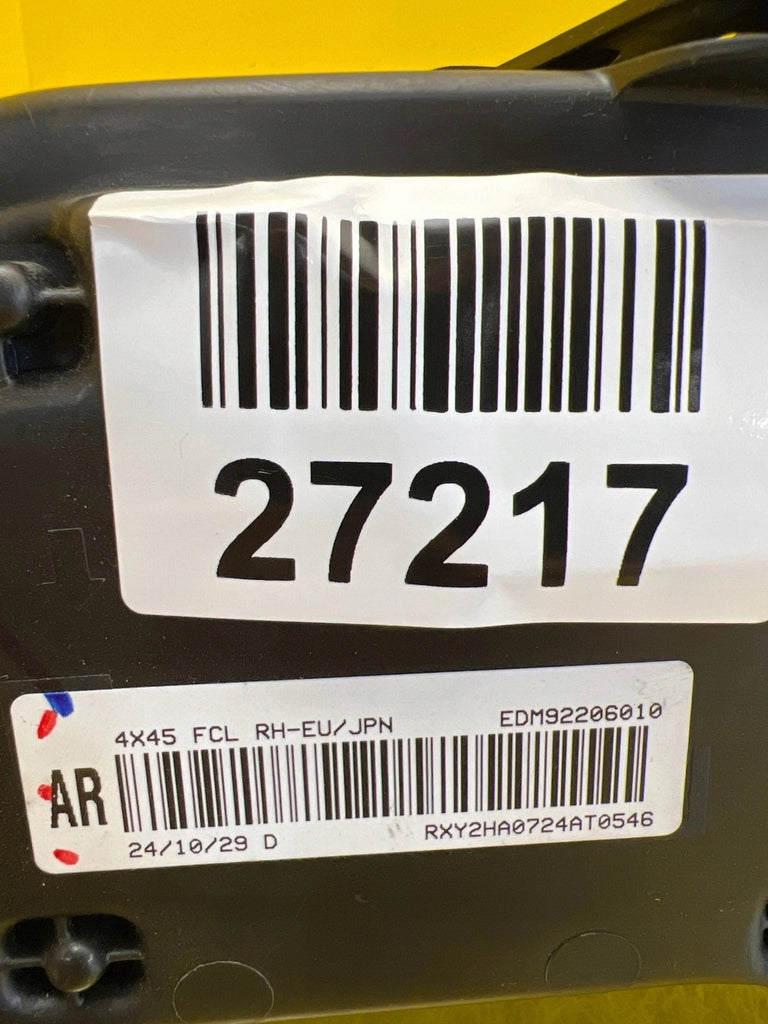 27217
4X45 FCL RH-EU/JPN EDM92206010
AR
24/10/29 D RXY2HA0724AT0546